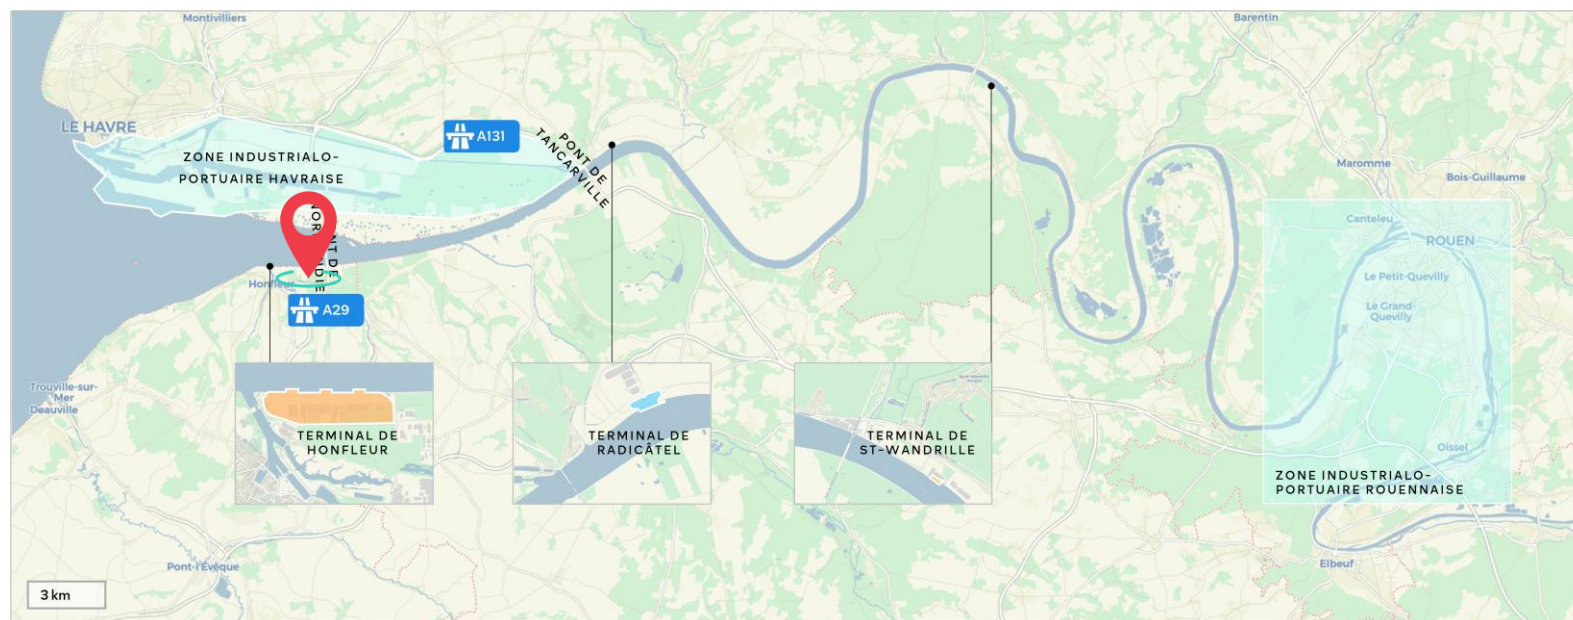 Montivilliers
Barentin
LE HAVRE
A131
PONT DE
TANCARVILLE
ZONE INDUSTRIALO-
PORTUAIRE HAVRAISE
Maromme
Bois-Guillaume
Canteleu
ROUEN
Le Petit-Quevilly
Le Grand-
Quevilly
Honfleur
A29
Trouville-sur-
Mer
Deauville
TERMINAL DE
HONFLEUR
TERMINAL DE
RADICÂTEL
TERMINAL DE
ST-WANDRILLE
Oissel
ZONE INDUSTRIALO-
PORTUAIRE ROUENNAISE
Pont-l'Évêque
Elbeuf
3 km